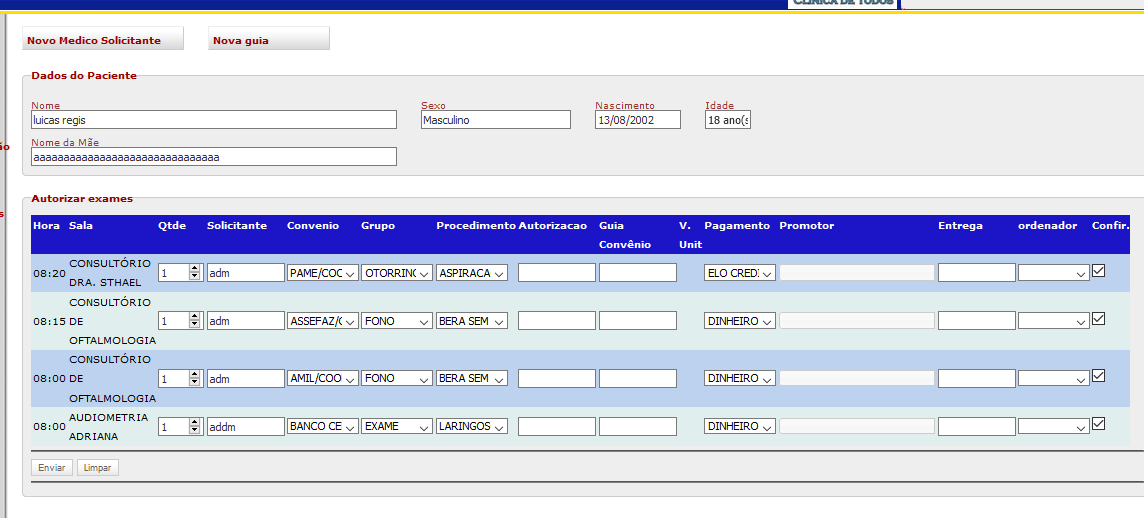 CLINICA DE TODOS
Novo Medico Solicitante Nova guia
Dados do Paciente
Nome Sexo Nascimento Idade
luicas regis Masculino 13/08/2002 18 ano(s
Nome da Mãe
ão
aaaaaaaaaaaaaaaaaaaaaaaaaaaaaaa
Autorizar exames
s
Hora Sala Qtde Solicitante Convenio Grupo Procedimento Autorizacao Guia Convênio V. Unit Pagamento Promotor Entrega ordenador Confir.
08:20 CONSULTÓRIO DRA. STHAEL 1 adm PAME/COC OTORRINC ASPIRACA ELO CRED
08:15 CONSULTÓRIO DE OFTALMOLOGIA 1 adm ASSEFAZ/C FONO BERA SEM DINHEIRO
08:00 CONSULTÓRIO DE OFTALMOLOGIA 1 adm AMIL/COO FONO BERA SEM DINHEIRO
08:00 AUDIOMETRIA ADRIANA 1 addm BANCO CE EXAME LARINGOS DINHEIRO
Enviar Limpar